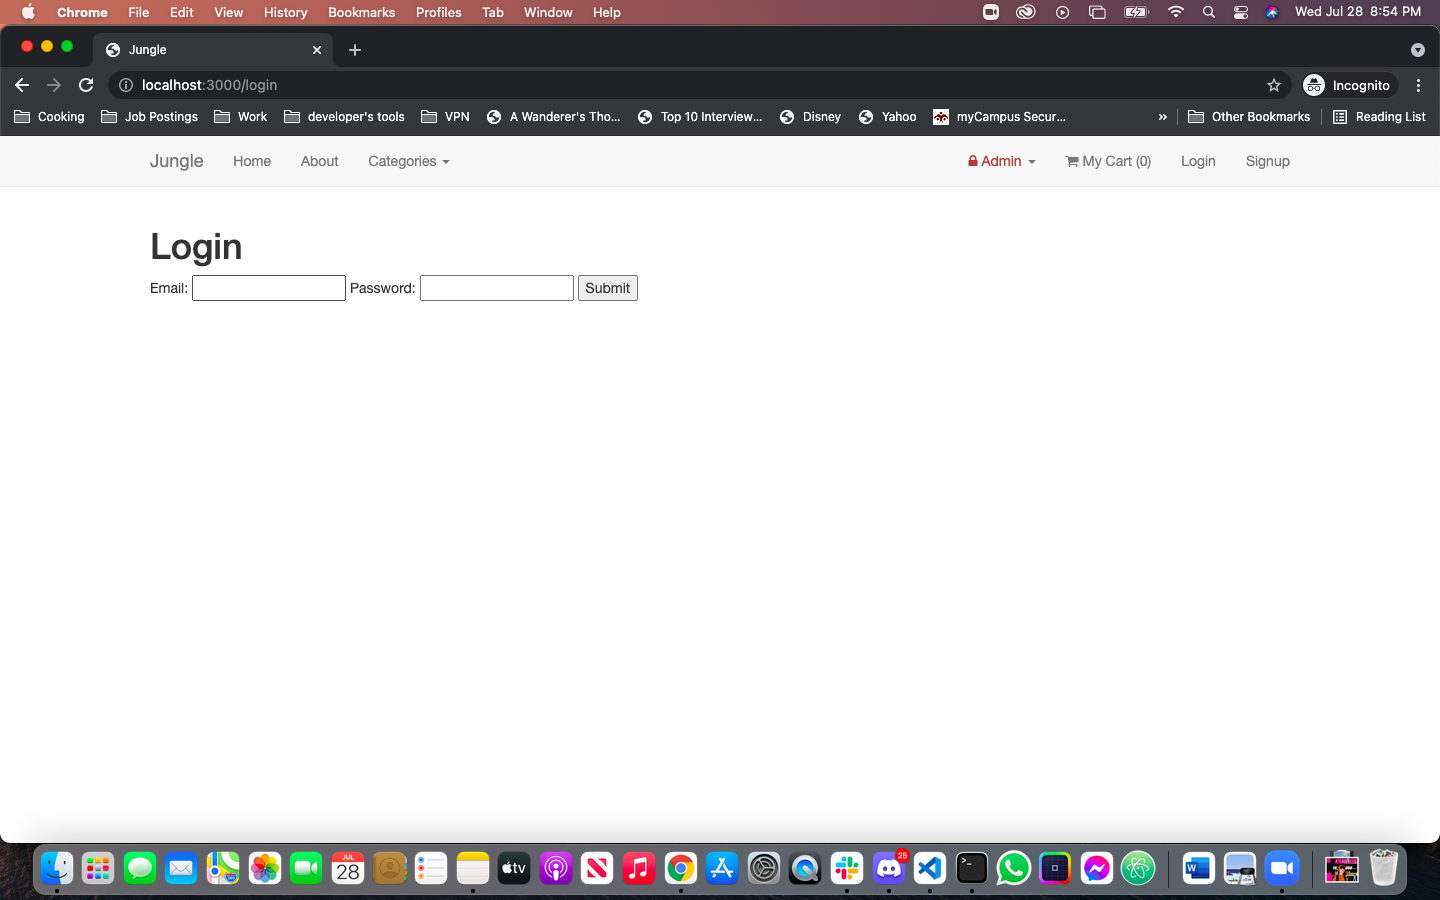 Chrome File Edit View History Bookmarks Profiles Tab Window Help Wed Jul 28 8:54 PM
Jungle
localhost:3000/login Incognito
Cooking Job Postings Work developer's tools VPN A Wanderer's Tho... Top 10 Interview... Disney Yahoo myCampus Secur... » Other Bookmarks Reading List
Jungle Home About Categories Admin My Cart (0) Login Signup
Login
Email: Password: Submit
JUL
28
tv
25